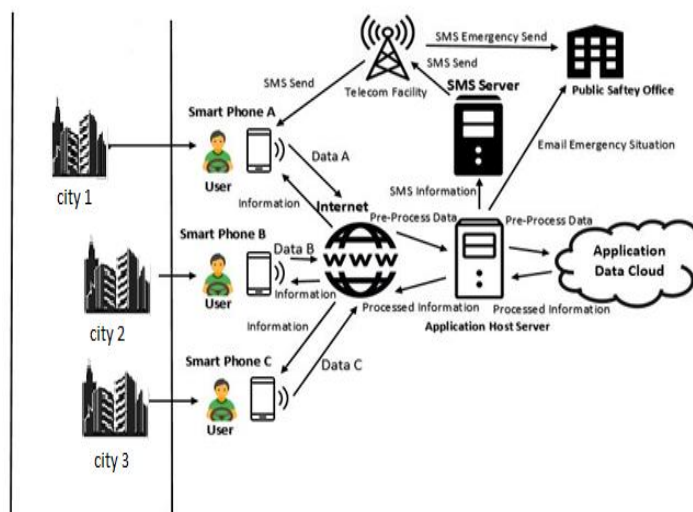 SMS Emergency Send
SMS Send
SMS Send
Telecom Facility
SMS Server
Public Saftey Office
Smart Phone A
Data A
User
Email Emergency Situation
city 1
Information
Internet
SMS Information
Pre-Process Data
Pre-Process Data
Smart Phone B
Data B
WWW
Application
Data Cloud
User
Information
Processed Information
Processed Information
Application Host Server
city 2
Information
Smart Phone C
Data C
User
city 3